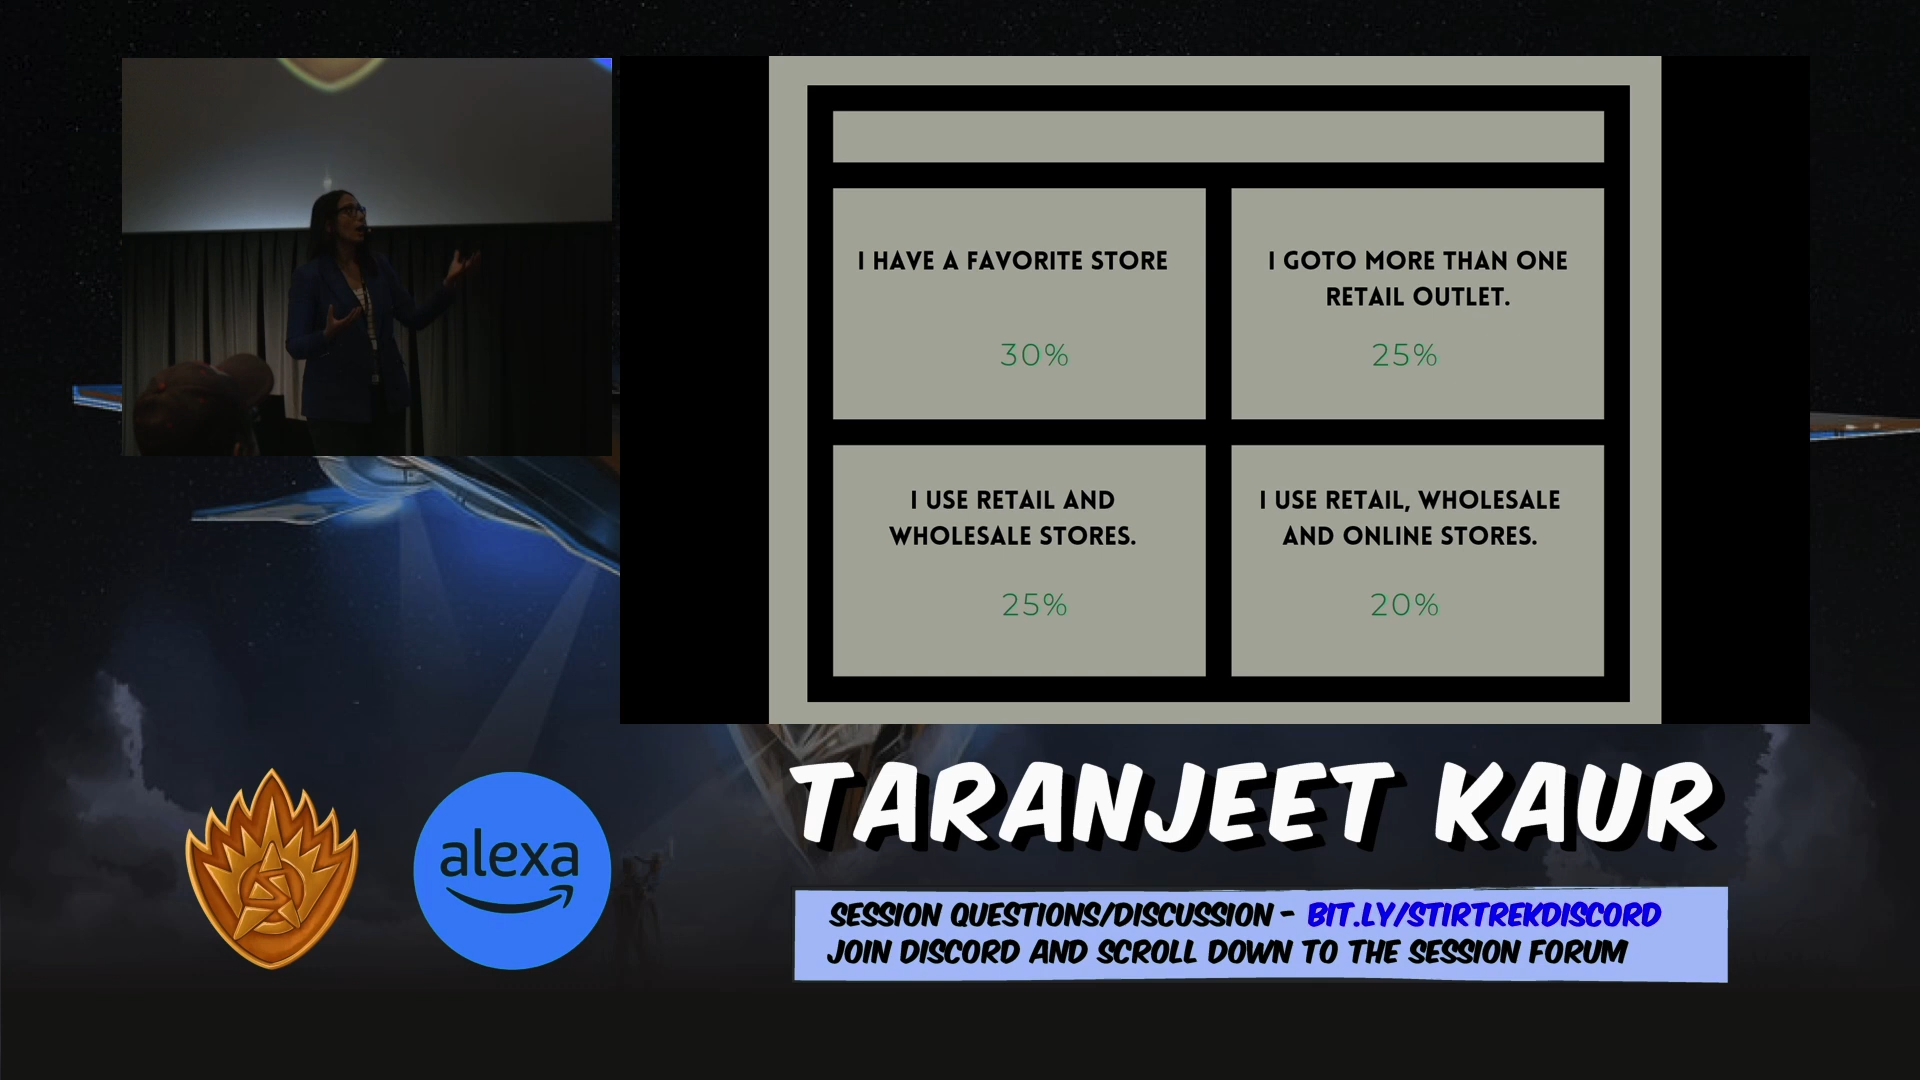 I HAVE A FAVORITE STORE
30%
I GOTO MORE THAN ONE
RETAIL OUTLET.
25%
I USE RETAIL AND
WHOLESALE STORES.
25%
I USE RETAIL, WHOLESALE
AND ONLINE STORES.
20%
alexa
TARANJEET KAUR
SESSION QUESTIONS/DISCUSSION - BIT.LY/STIRTREKDISCORD
JOIN DISCORD AND SCROLL DOWN TO THE SESSION FORUM